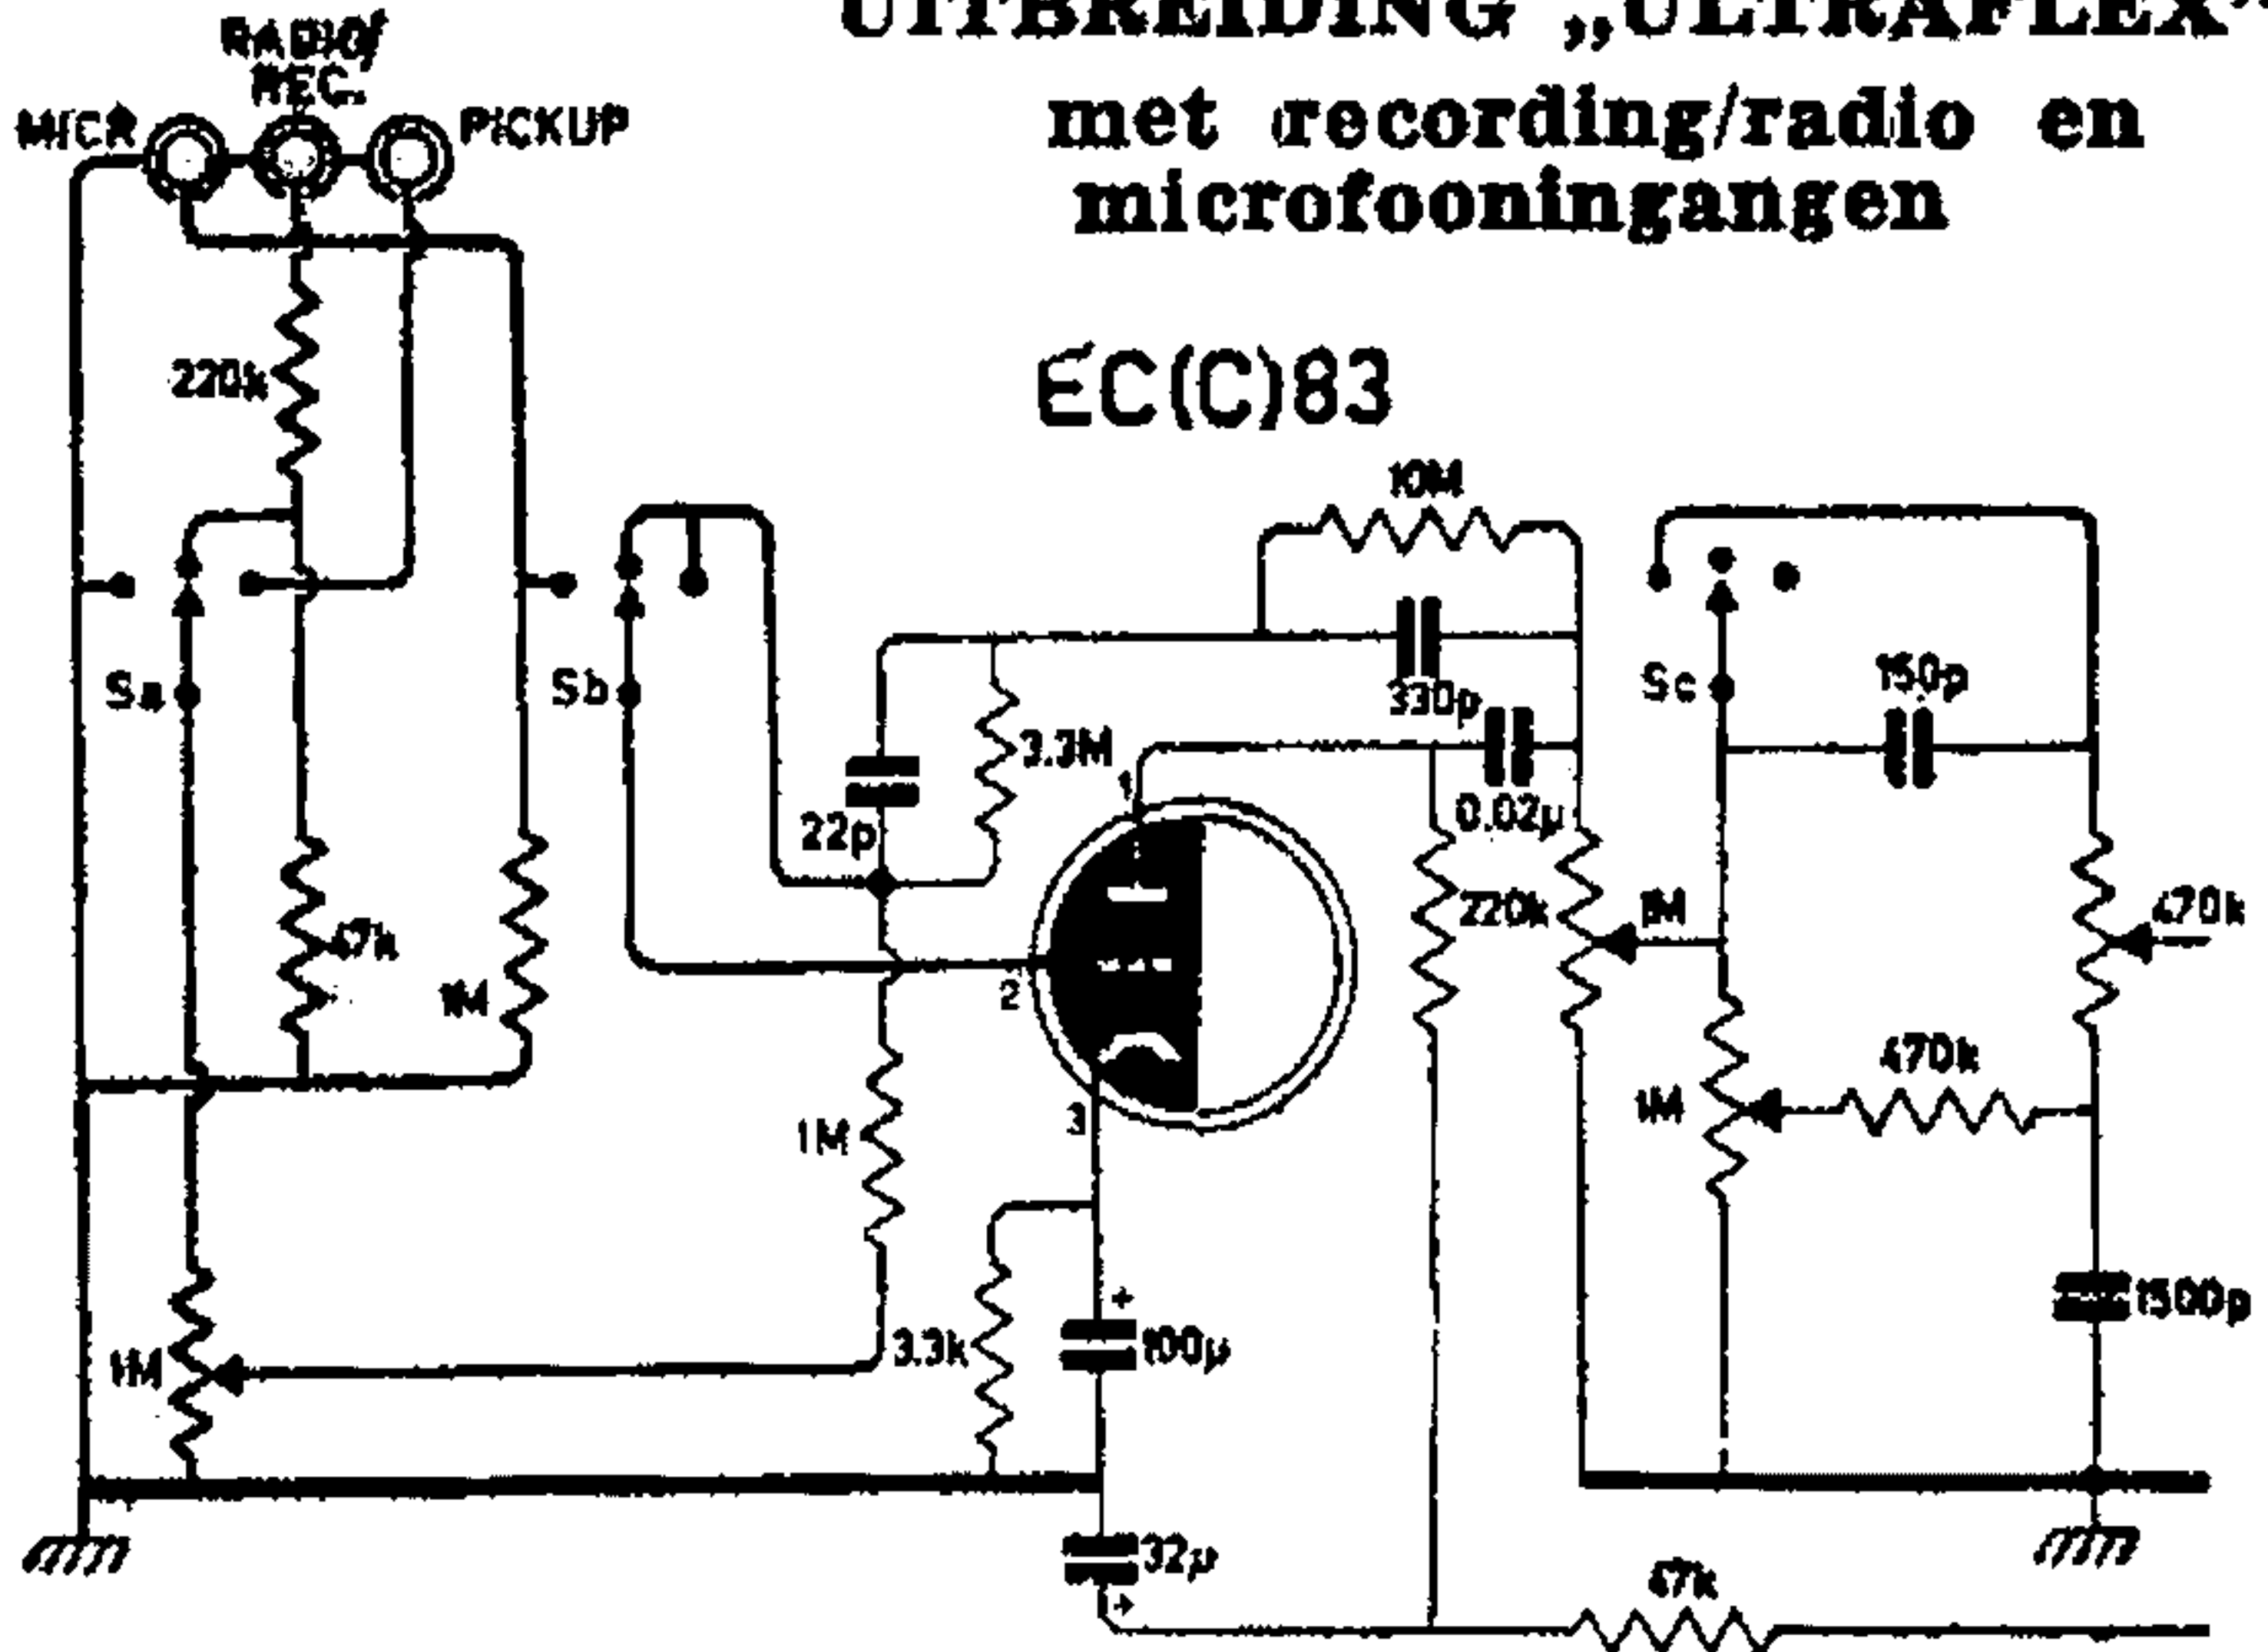 UITBREIDING „ULTRAFLEX"
met recording/radio en
microfooningangen
RADIO/
REC.
MICR
PICKUP
EC(C)83
220k
10M
Sa
Sb
330p
Sc
150p
3.3M
1
22p
0.02µ
220k
1M
470k
47k
1M
2
470k
3
1M
1M
1M
3.3k
+
100µ
1500p
32µ
+
47k